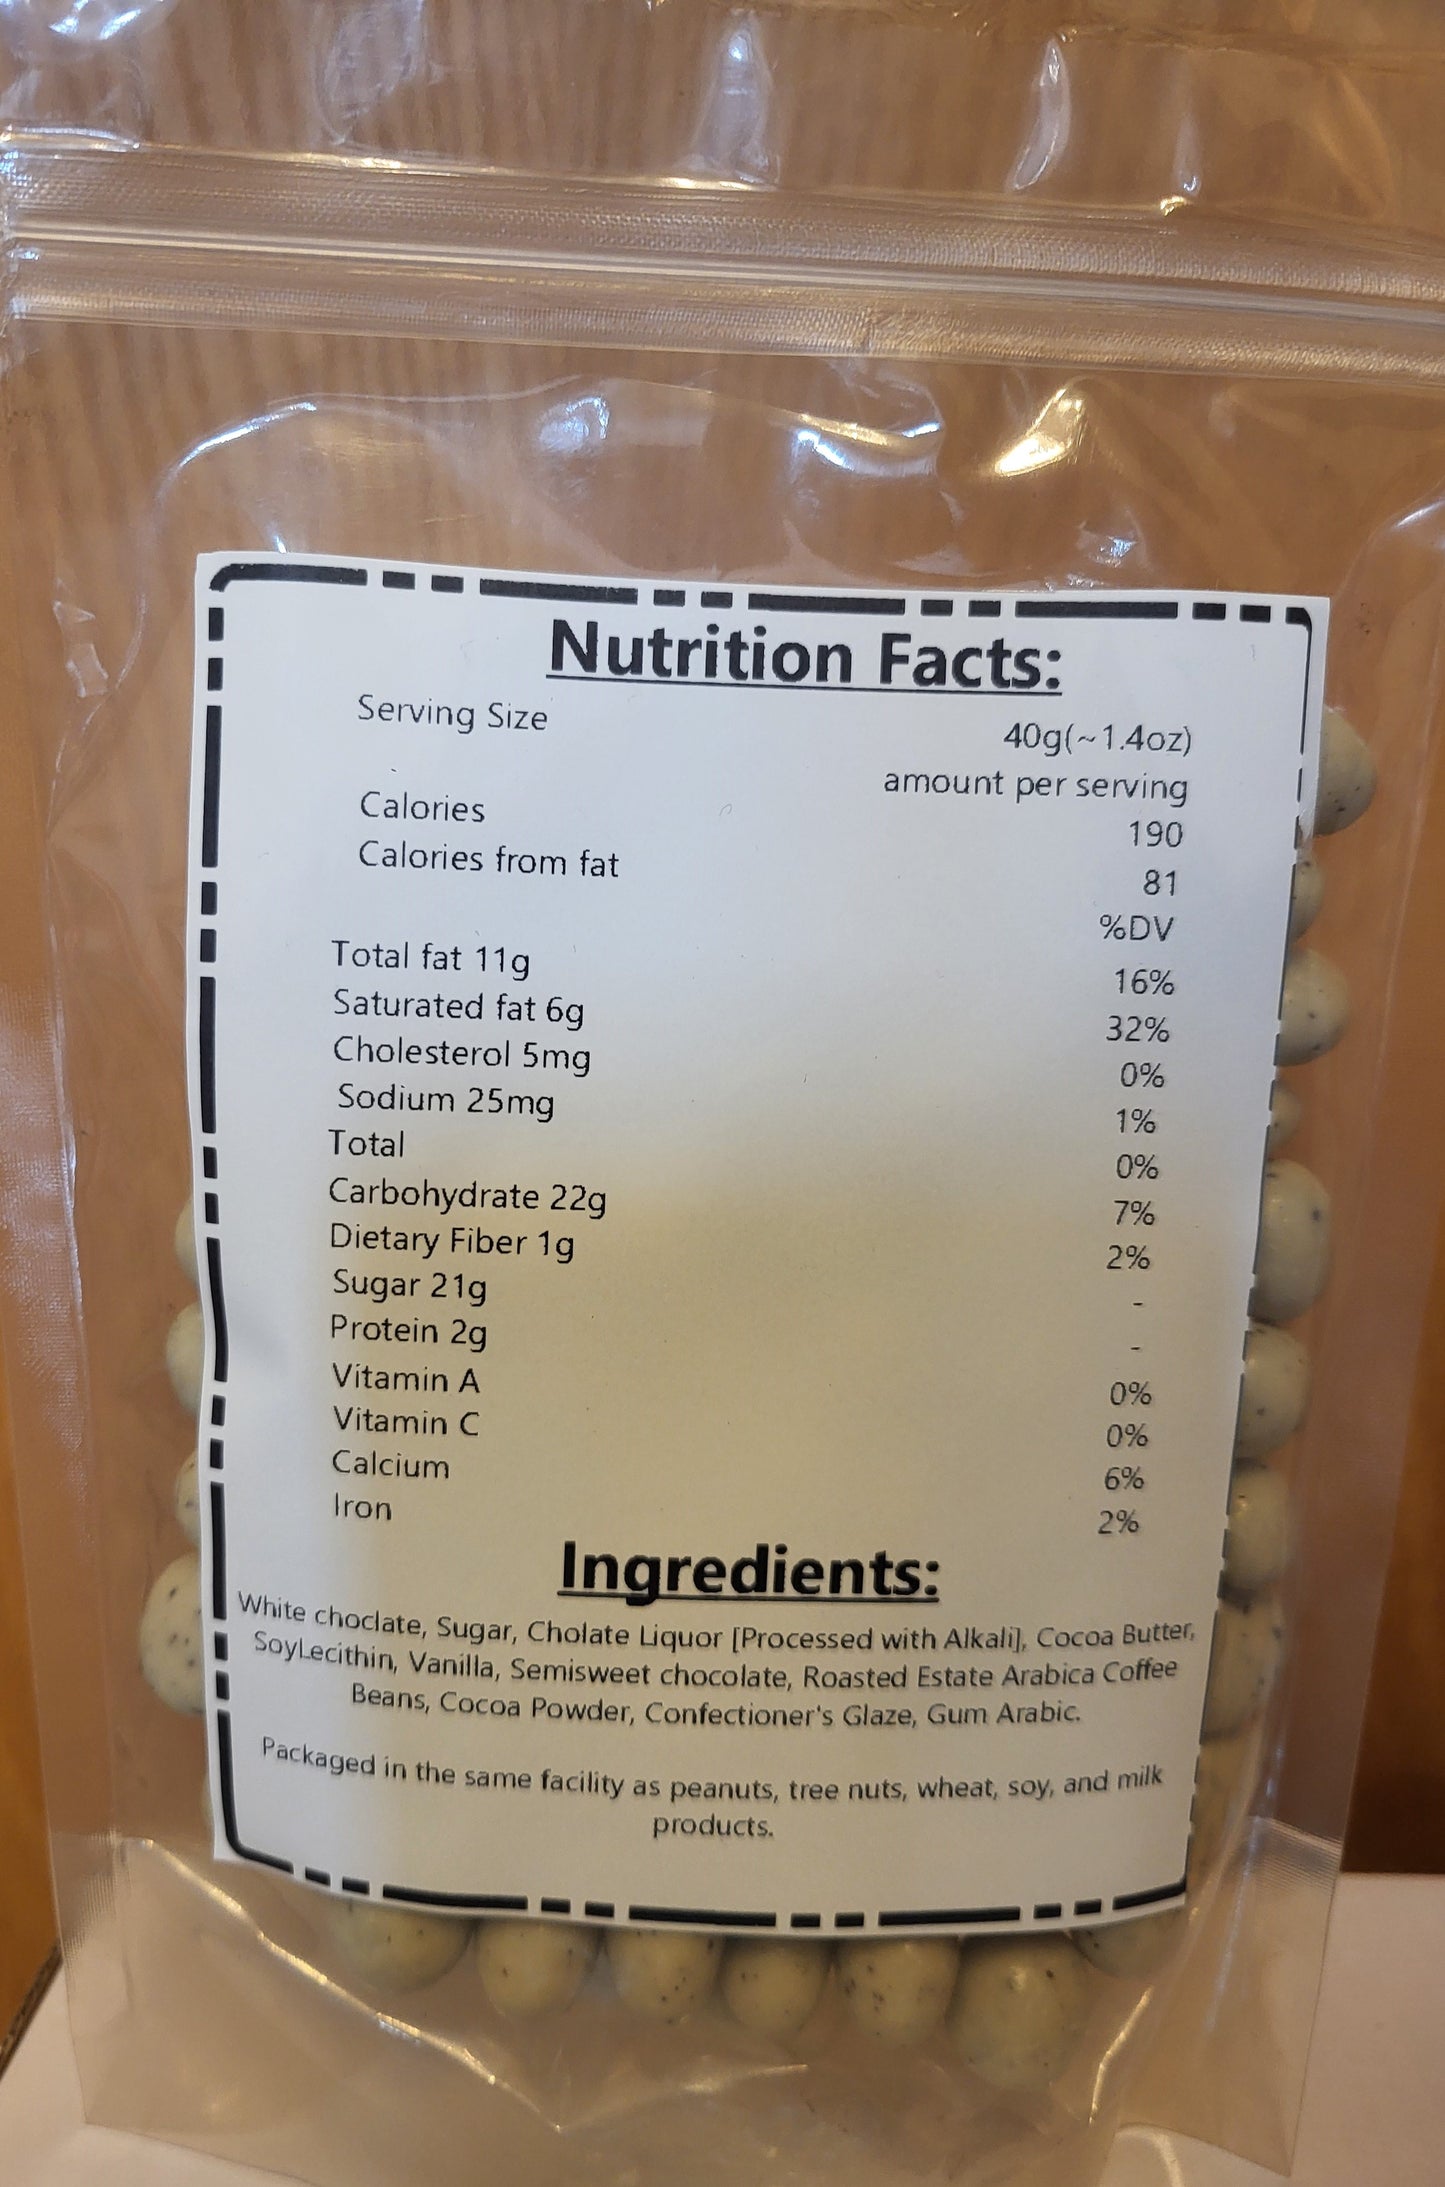 Nutrition Facts:
Serving Size 40g(~1.4oz)
amount per serving
Calories 190
Calories from fat 81
%DV
Total fat 11g 16%
Saturated fat 6g 32%
Cholesterol 5mg 0%
Sodium 25mg 1%
Total 0%
Carbohydrate 22g 7%
Dietary Fiber 1g 2%
Sugar 21g -
Protein 2g -
Vitamin A 0%
Vitamin C 0%
Calcium 6%
Iron 2%
Ingredients:
White choclate, Sugar, Cholate Liquor [Processed with Alkali], Cocoa Butter,
SoyLecithin, Vanilla, Semisweet chocolate, Roasted Estate Arabica Coffee
Beans, Cocoa Powder, Confectioner's Glaze, Gum Arabic.
Packaged in the same facility as peanuts, tree nuts, wheat, soy, and milk
products.